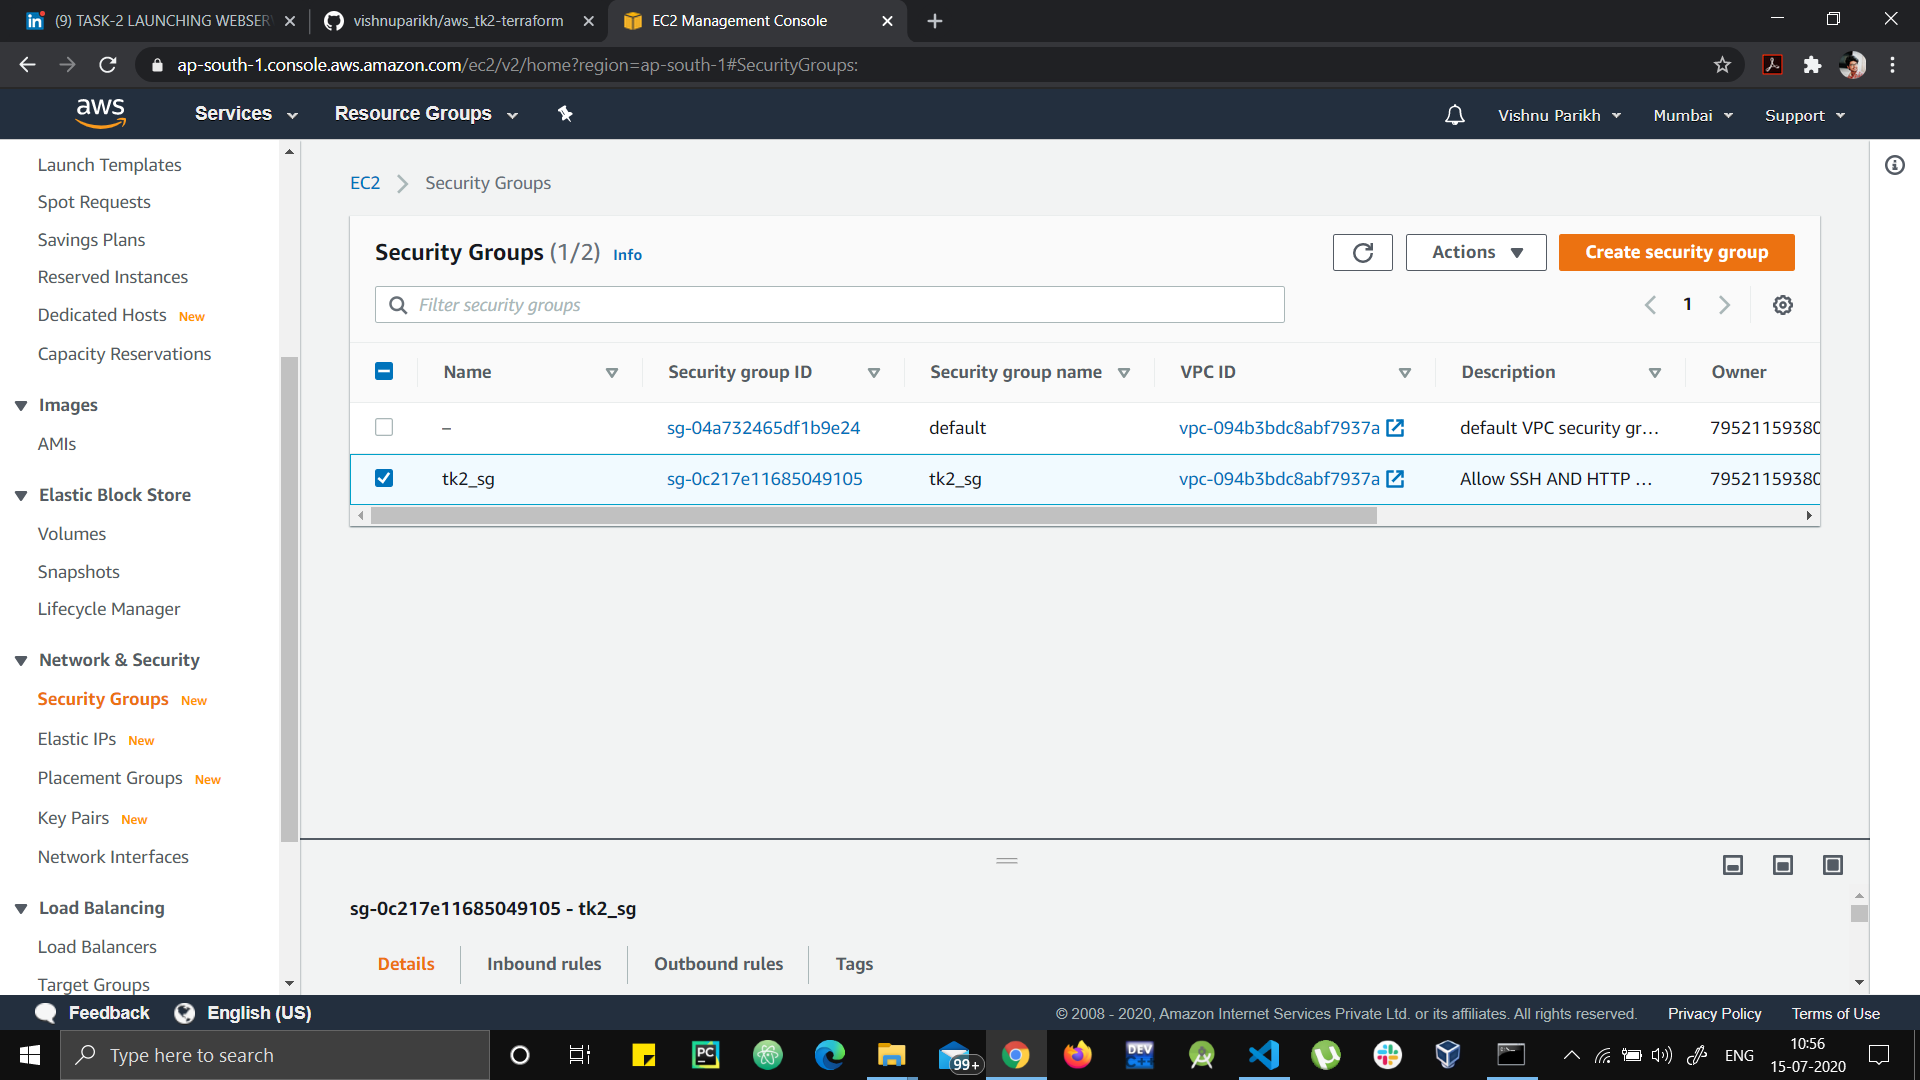 (9) TASK-2 LAUNCHING WEBSER
vishnuparikh/aws_tk2-terraform
EC2 Management Console
ap-south-1.console.aws.amazon.com/ec2/v2/home?region=ap-south-1#SecurityGroups:
aws
Services
Resource Groups
Vishnu Parikh
Mumbai
Support
Launch Templates
Spot Requests
Savings Plans
Reserved Instances
Dedicated Hosts New
Capacity Reservations
Images
AMIs
Elastic Block Store
Volumes
Snapshots
Lifecycle Manager
Network & Security
Security Groups New
Elastic IPs New
Placement Groups New
Key Pairs New
Network Interfaces
Load Balancing
Load Balancers
Target Groups
EC2 > Security Groups
Security Groups (1/2) Info
Actions
Create security group
Filter security groups
1
Name Security group ID Security group name VPC ID Description Owner
– sg-04a732465df1b9e24 default vpc-094b3bdc8abf7937a default VPC security gr... 79521159380
tk2_sg sg-0c217e11685049105 tk2_sg vpc-094b3bdc8abf7937a Allow SSH AND HTTP ... 79521159380
sg-0c217e11685049105 - tk2_sg
Details Inbound rules Outbound rules Tags
Feedback English (US)
© 2008 - 2020, Amazon Internet Services Private Ltd. or its affiliates. All rights reserved. Privacy Policy Terms of Use
Type here to search
PC
99+
DEV
C++
ENG
10:56
15-07-2020